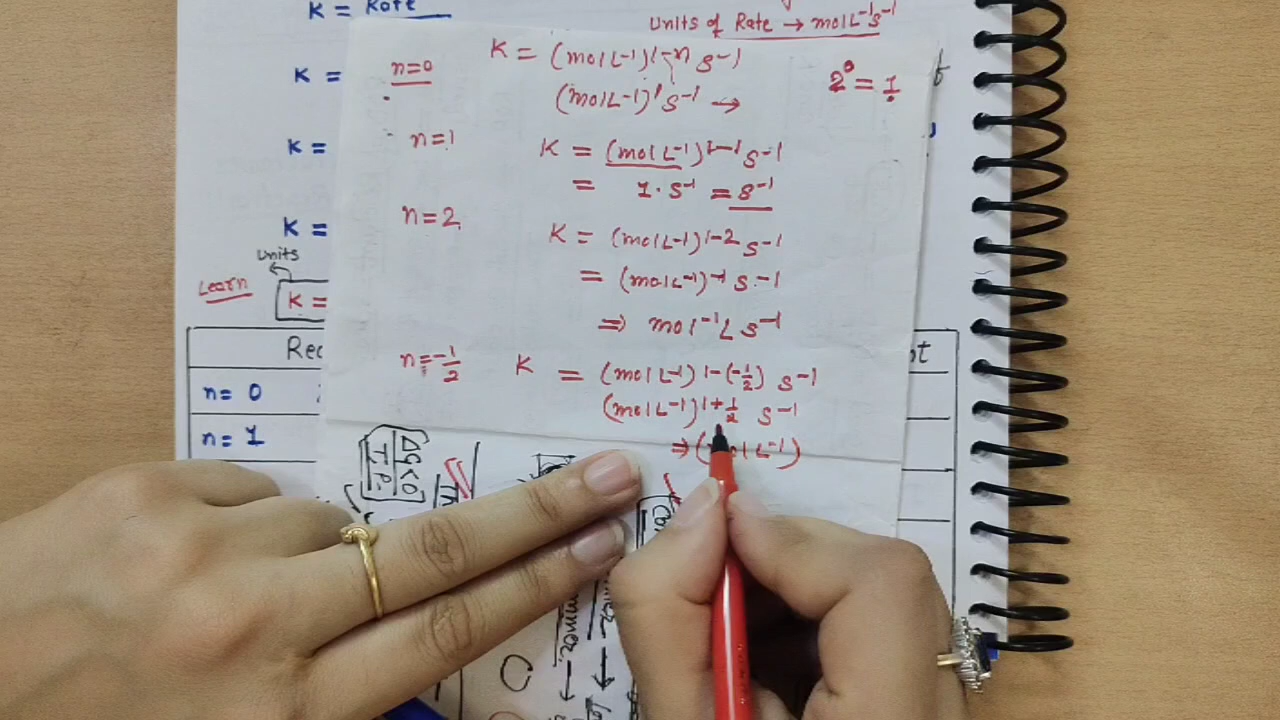 K = Rate
Units of Rate → mol L⁻¹ s⁻¹
K = (mol L⁻¹)¹⁻ⁿ s⁻¹
n=0
2⁰ = 1
K =
(mol L⁻¹)¹ s⁻¹ →
n=1
K =
K = (mol L⁻¹)¹⁻¹ s⁻¹
= 1 · s⁻¹ = s⁻¹
n=2
K =
K = (mol L⁻¹)¹⁻² s⁻¹
units
= (mol L⁻¹)⁻¹ s⁻¹
Learn
K =
⇒ mol⁻¹ L s⁻¹
n=-1/2
K = (mol L⁻¹)¹⁻⁽⁻¹/²⁾ s⁻¹
n= 0
(mol L⁻¹)¹⁺¹/² s⁻¹
n= 1
⇒ (mol L⁻¹)
ΔG<0